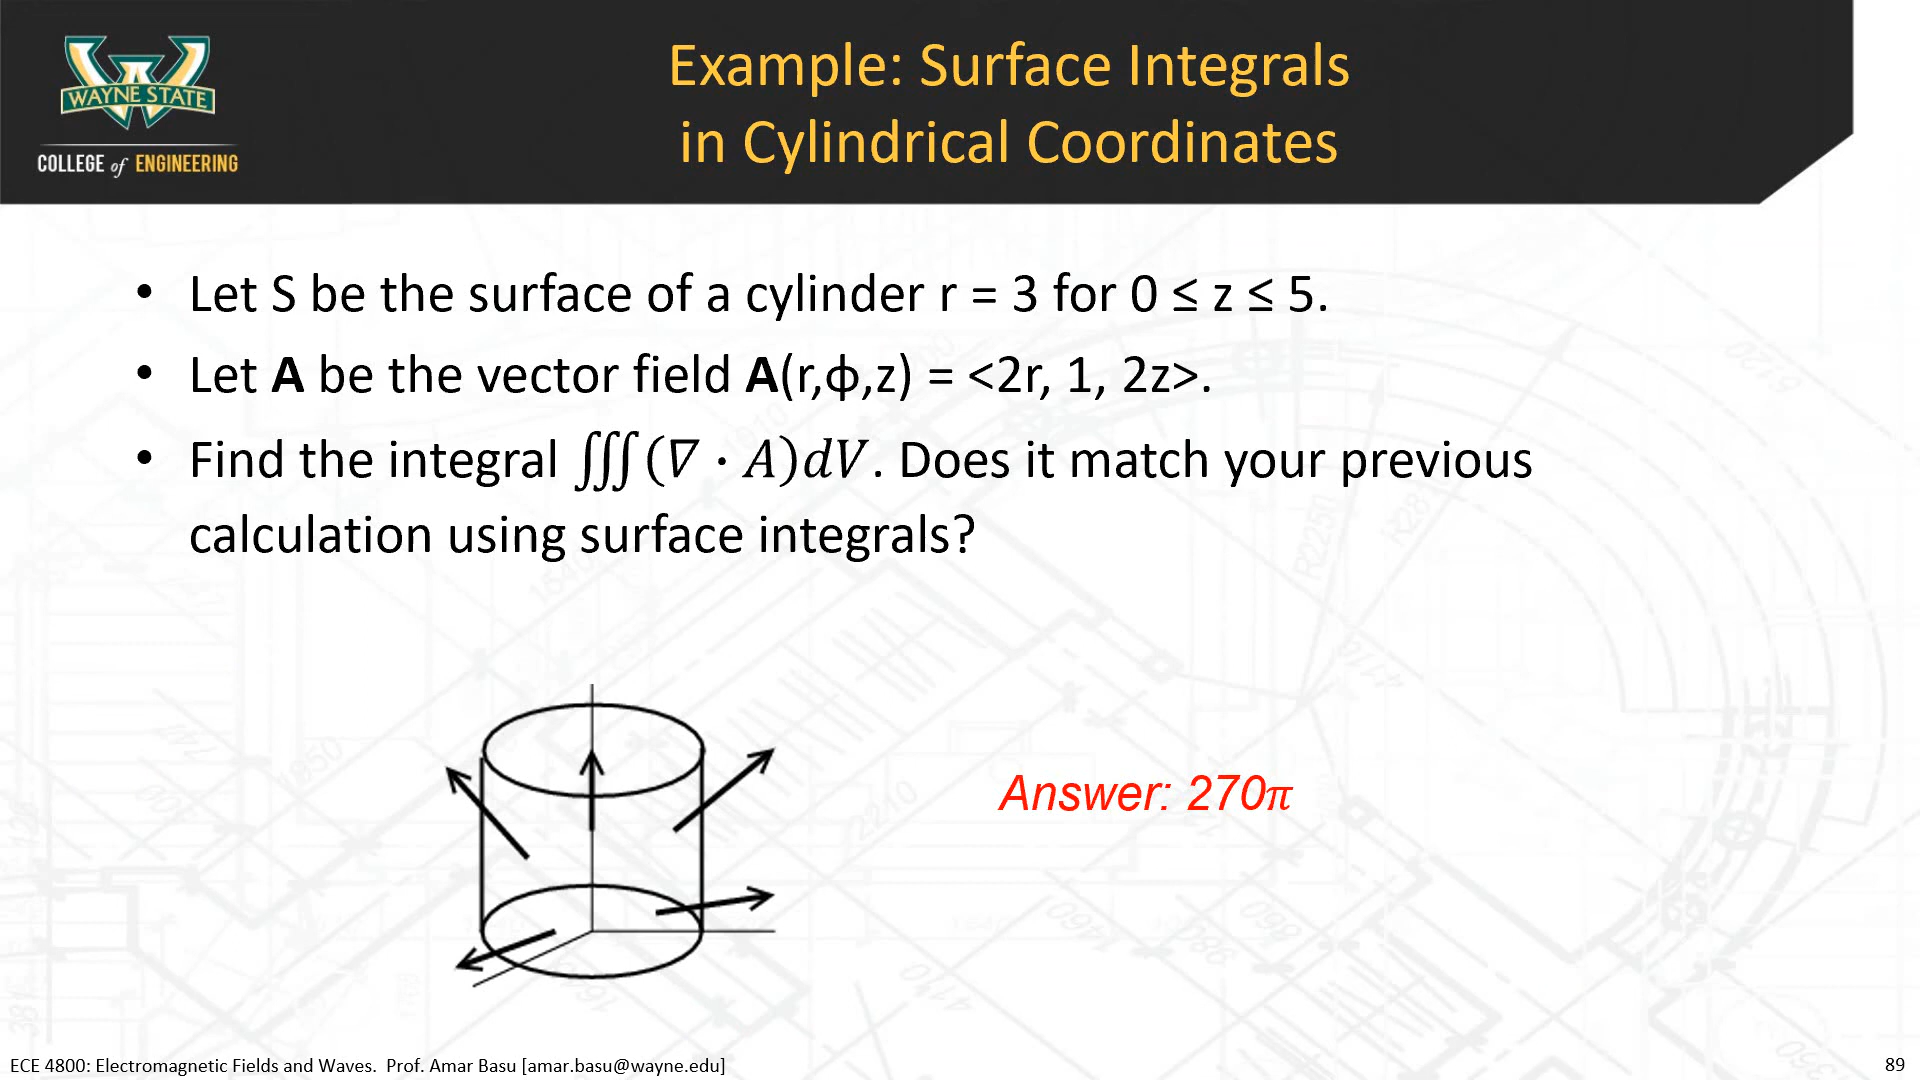 WAYNE STATE
COLLEGE of ENGINEERING
Example: Surface Integrals
in Cylindrical Coordinates
• Let S be the surface of a cylinder r = 3 for 0 ≤ z ≤ 5.
• Let A be the vector field A(r,ϕ,z) = <2r, 1, 2z>.
• Find the integral ∭(∇ · A)dV. Does it match your previous
calculation using surface integrals?
Answer: 270π
ECE 4800: Electromagnetic Fields and Waves. Prof. Amar Basu [amar.basu@wayne.edu]
89